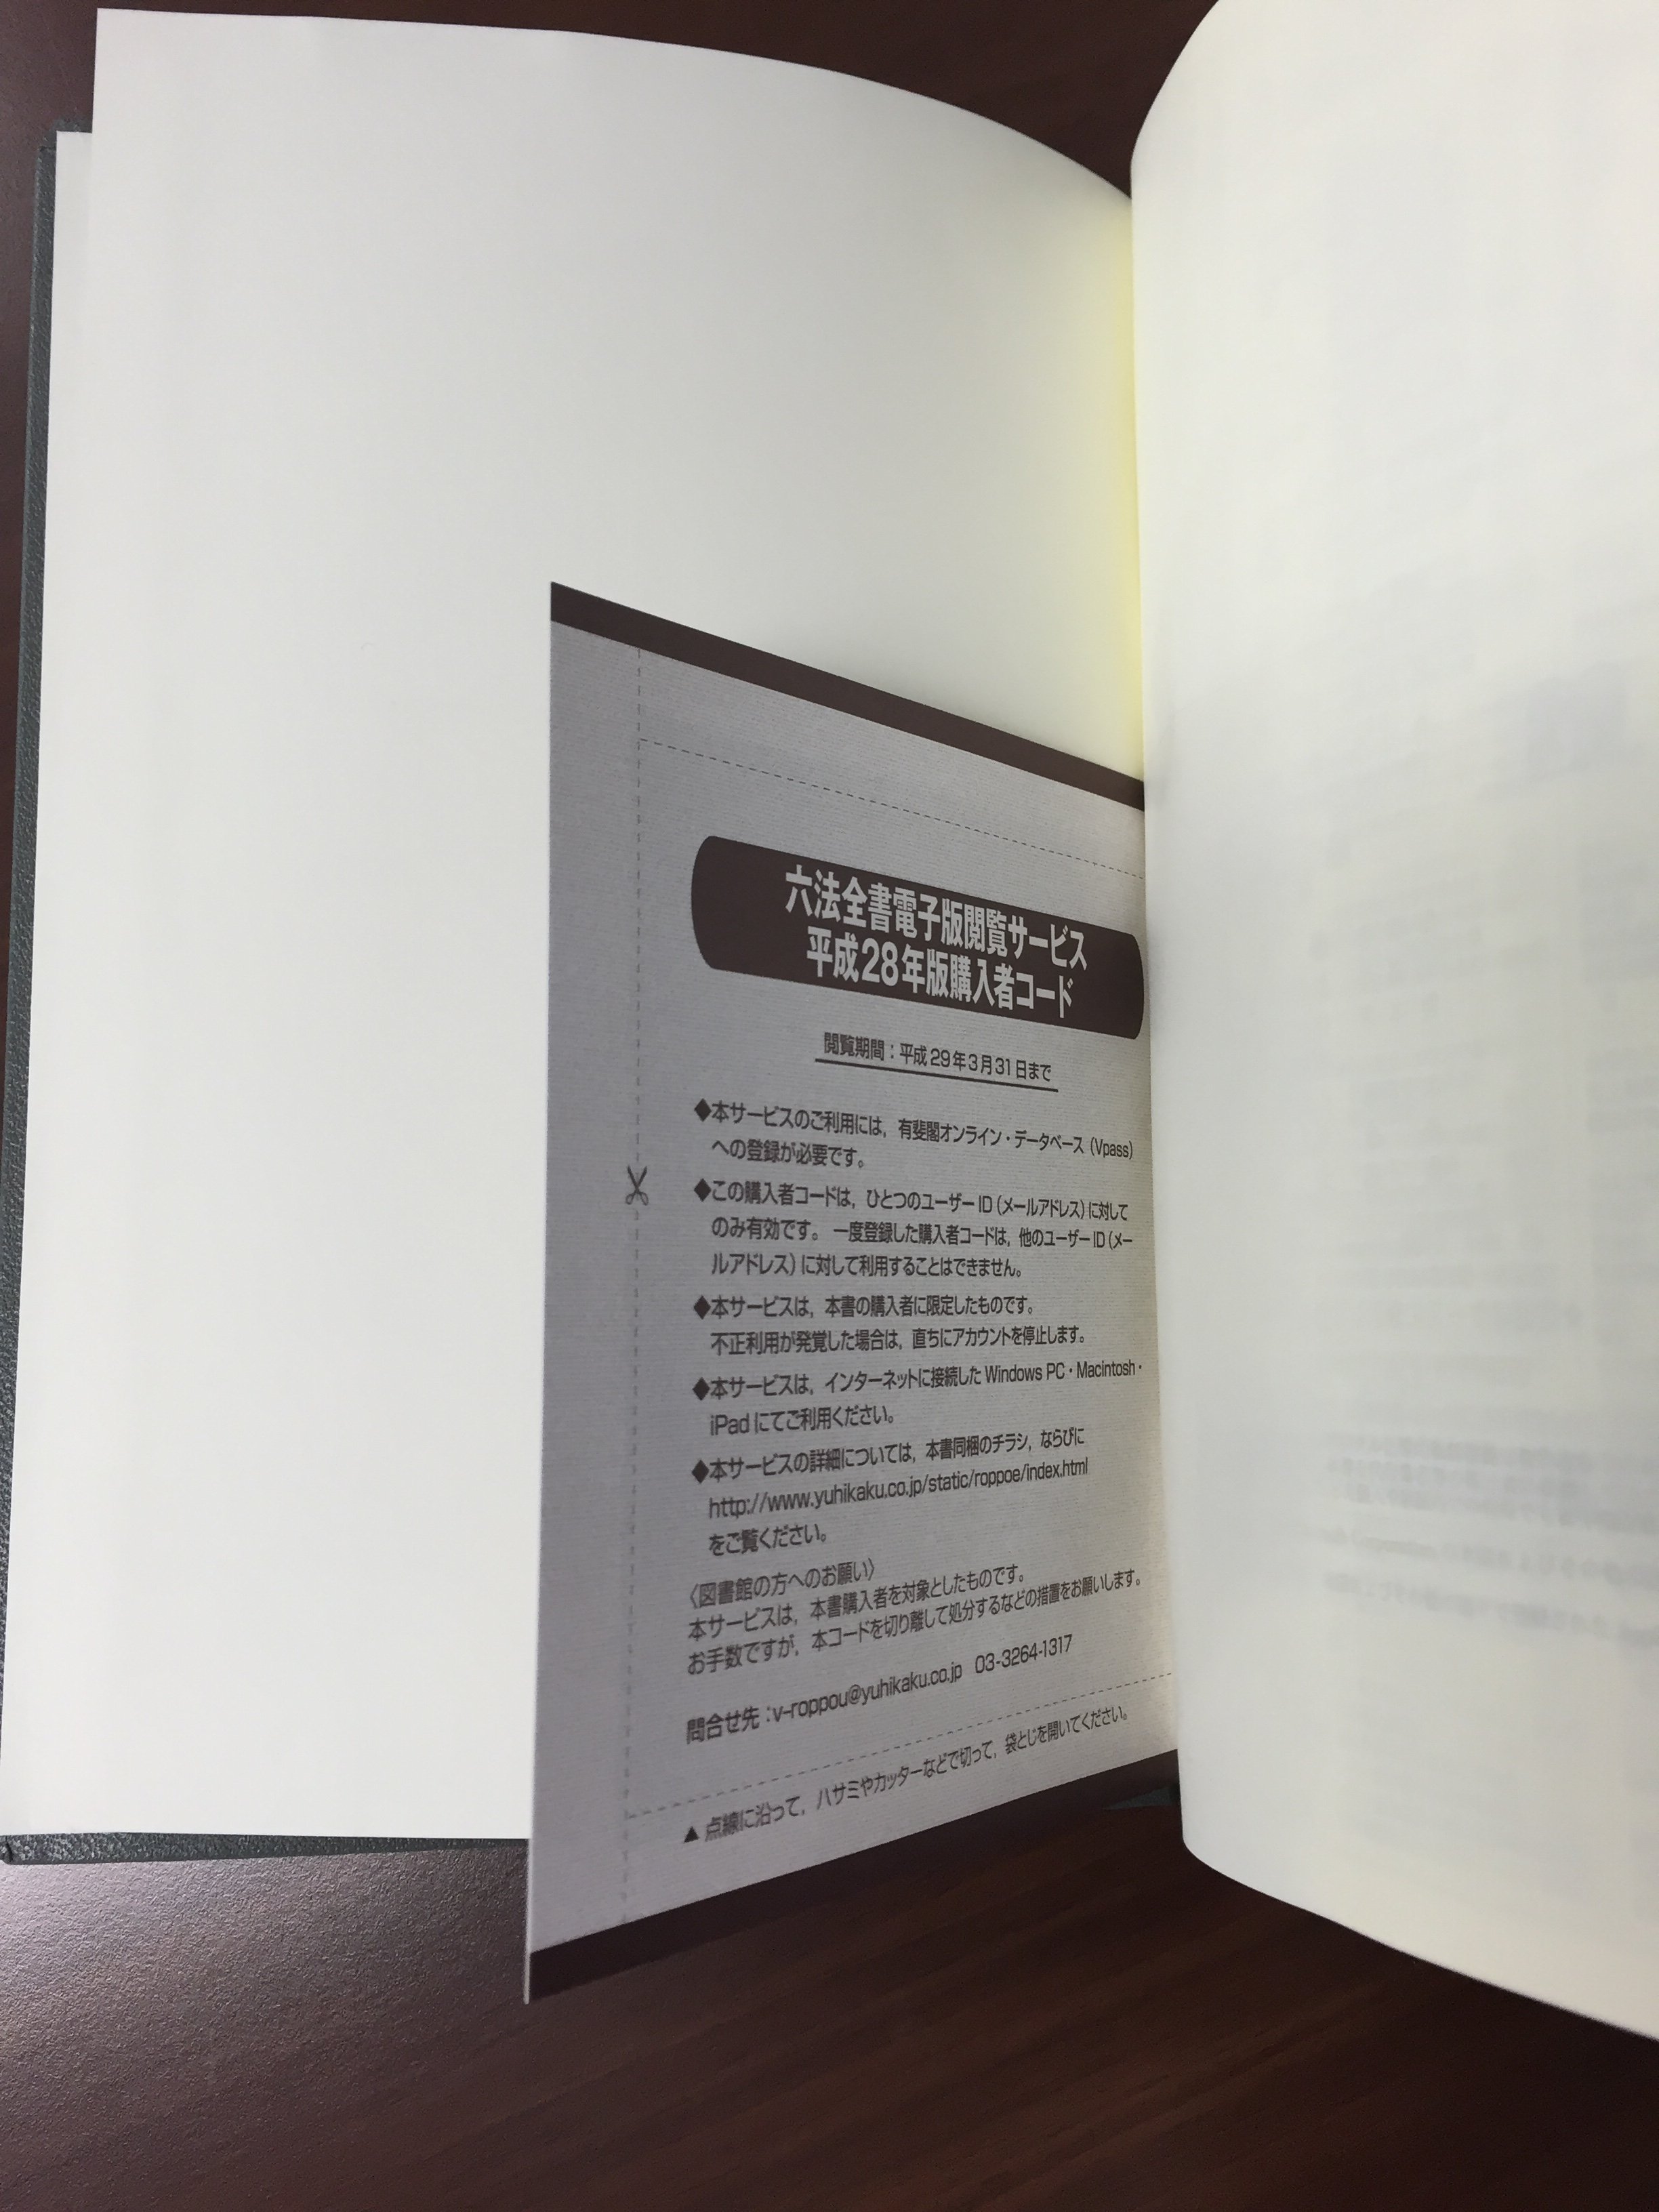 六法全書電子版閲覧サービス
平成28年版購入者コード
閲覧期間：平成29年3月31日まで
◆本サービスのご利用には，有斐閣オンライン・データベース（Vpass）
への登録が必要です。
◆この購入者コードは，ひとつのユーザーID（メールアドレス）に対して
のみ有効です。一度登録した購入者コードは，他のユーザーID（メー
ルアドレス）に対して利用することはできません。
◆本サービスは，本書の購入者に限定したものです。
不正利用が発覚した場合は，直ちにアカウントを停止します。
◆本サービスは，インターネットに接続したWindows PC・Macintosh・
iPadにてご利用ください。
◆本サービスの詳細については，本書同梱のチラシ，ならびに
http://www.yuhikaku.co.jp/static/roppoe/index.html
をご覧ください。
〈図書館の方へのお願い〉
本サービスは，本書購入者を対象としたものです。
お手数ですが，本コードを切り離して処分するなどの措置をお願いします。
問合せ先：v-roppou@yuhikaku.co.jp 03-3264-1317
▲点線に沿って，ハサミやカッターなどで切って，袋とじを開いてください。